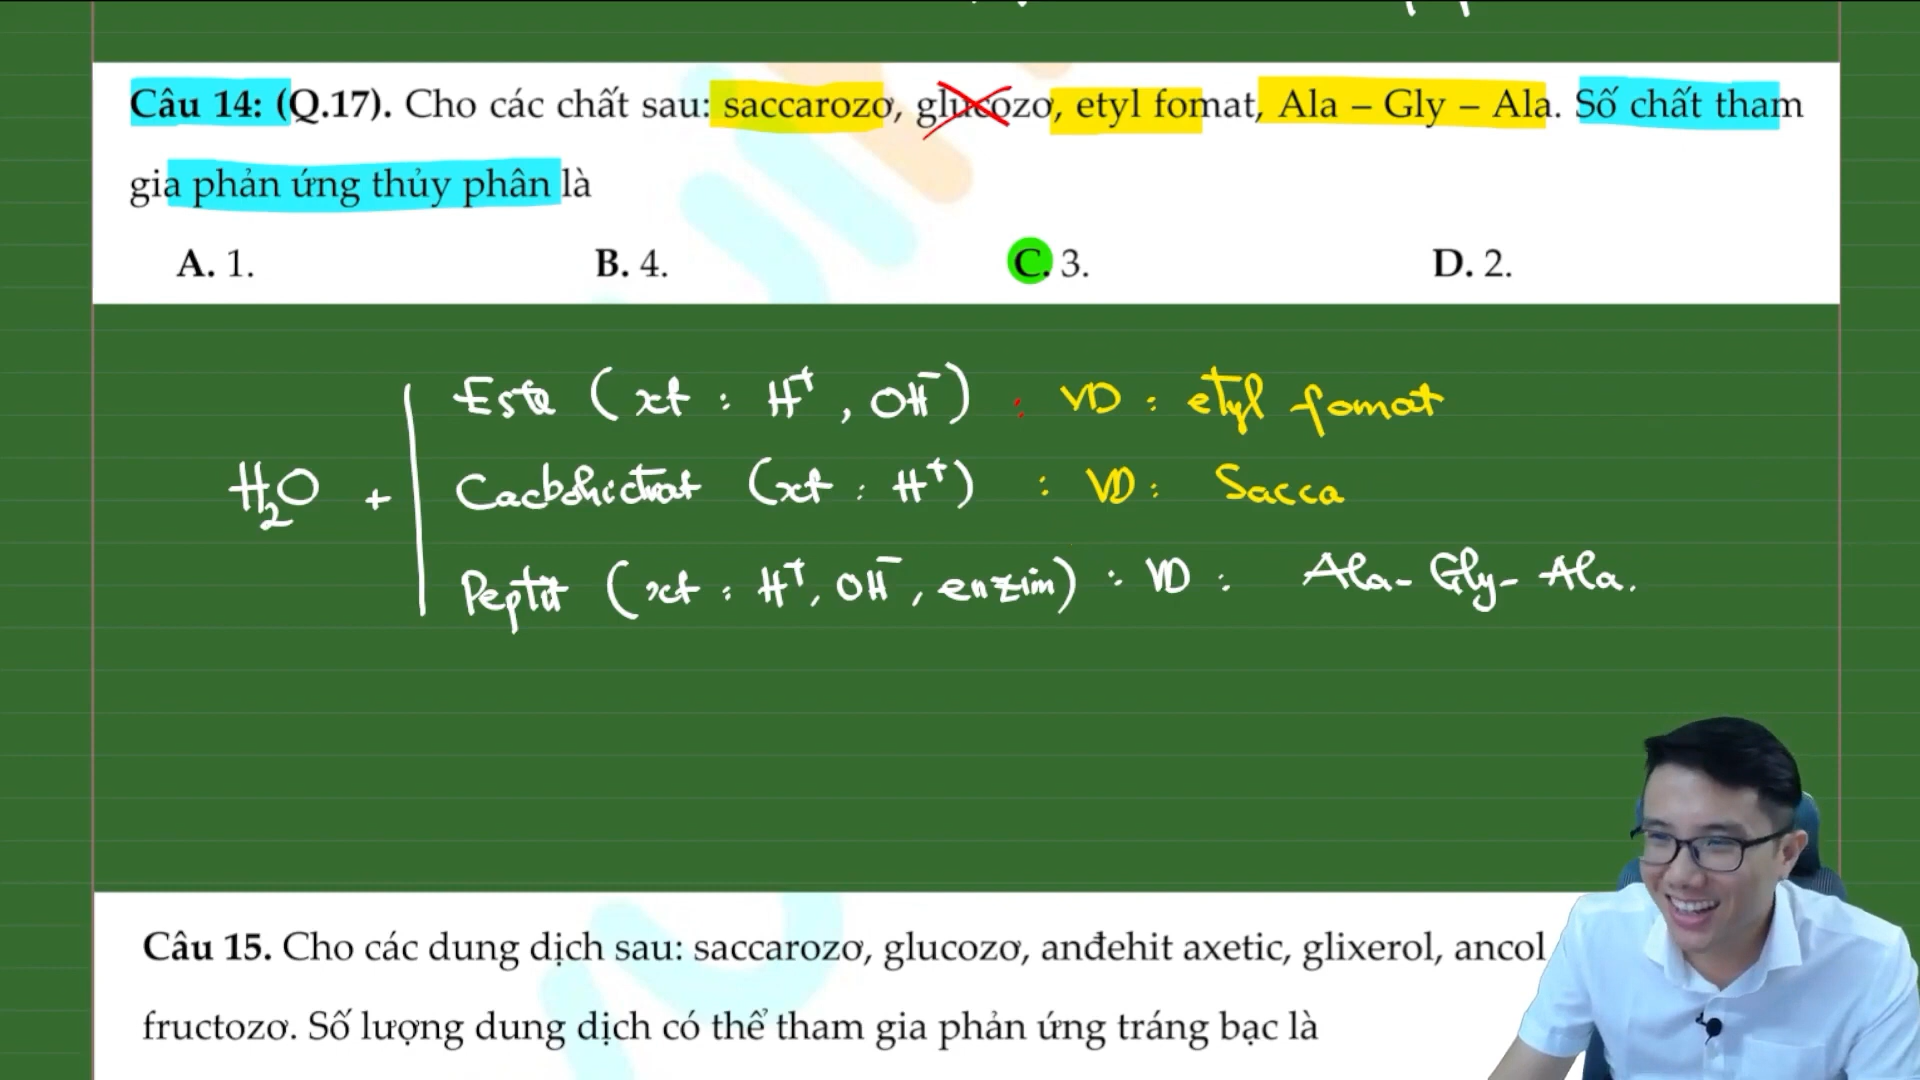 Câu 14: (Q.17). Cho các chất sau: saccarozơ, glucozơ, etyl fomat, Ala – Gly – Ala. Số chất tham
gia phản ứng thủy phân là
A. 1. B. 4. C. 3. D. 2.
Este (xt : H⁺, OH⁻) : VD : etyl fomat
H₂O + Cacbohiđrat (xt : H⁺) : VD : Sacca
Peptit (xt : H⁺, OH⁻, enzim) : VD : Ala- Gly- Ala.
Câu 15. Cho các dung dịch sau: saccarozơ, glucozơ, anđehit axetic, glixerol, ancol
fructozơ. Số lượng dung dịch có thể tham gia phản ứng tráng bạc là